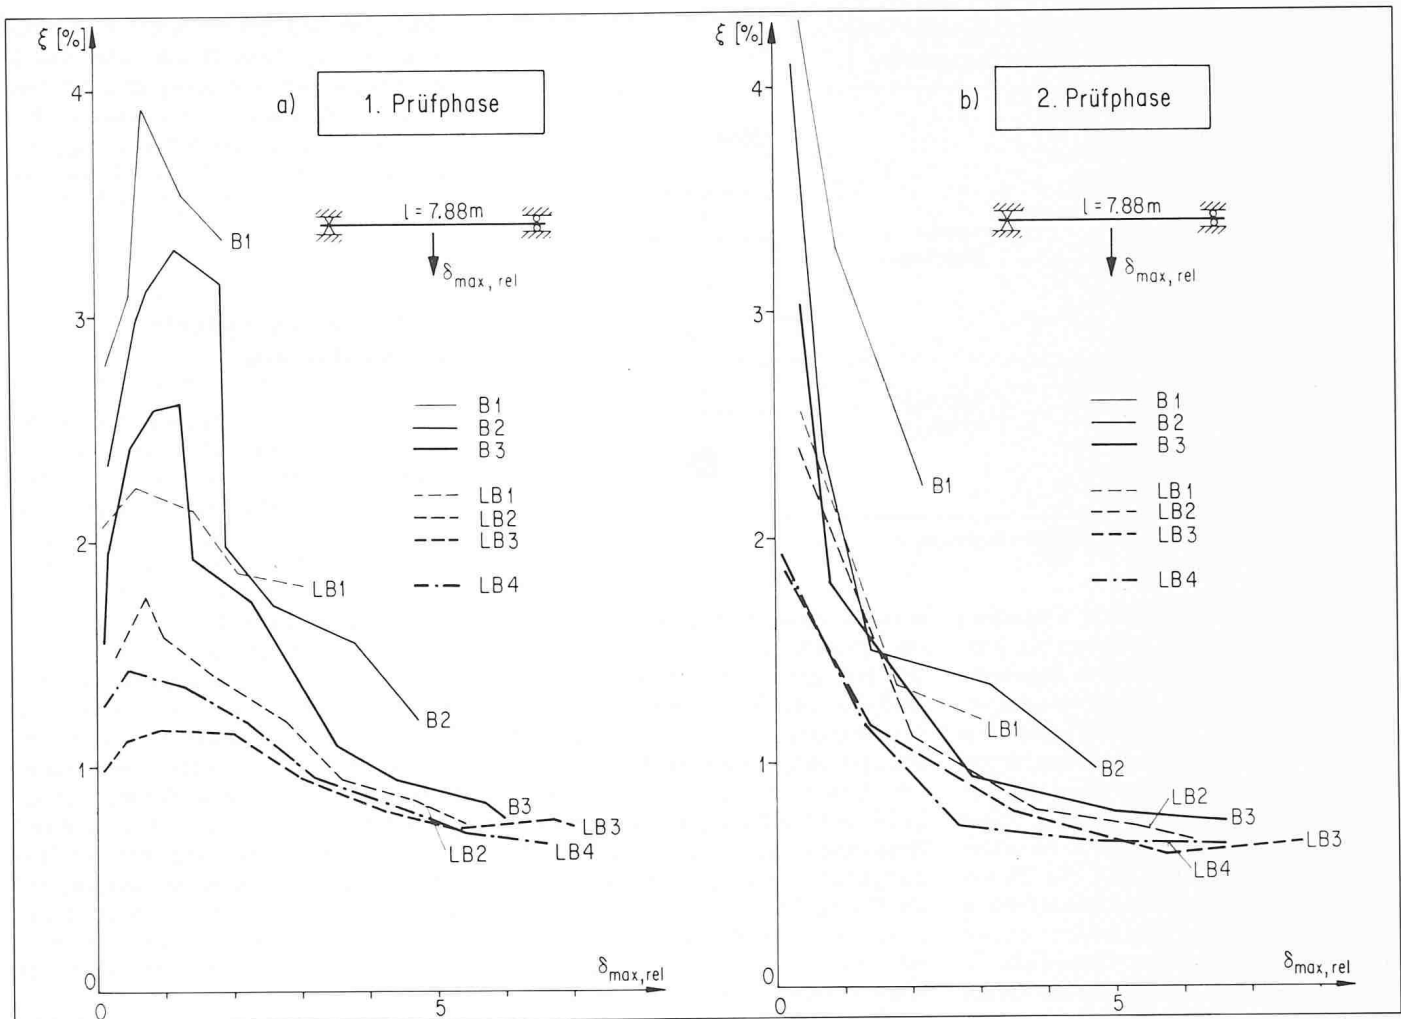 ξ [%]
a)
1. Prüfphase
l = 7.88m
δmax, rel
4
3
2
1
0
B1
B2
B3
LB1
LB2
LB3
LB4
B1
LB1
B2
B3
LB3
LB2
LB4
0
5
δmax,rel
ξ [%]
b)
2. Prüfphase
l = 7.88m
δmax, rel
4
3
2
1
0
B1
B2
B3
LB1
LB2
LB3
LB4
B1
LB1
B2
LB2
B3
LB3
LB4
0
5
δmax,rel